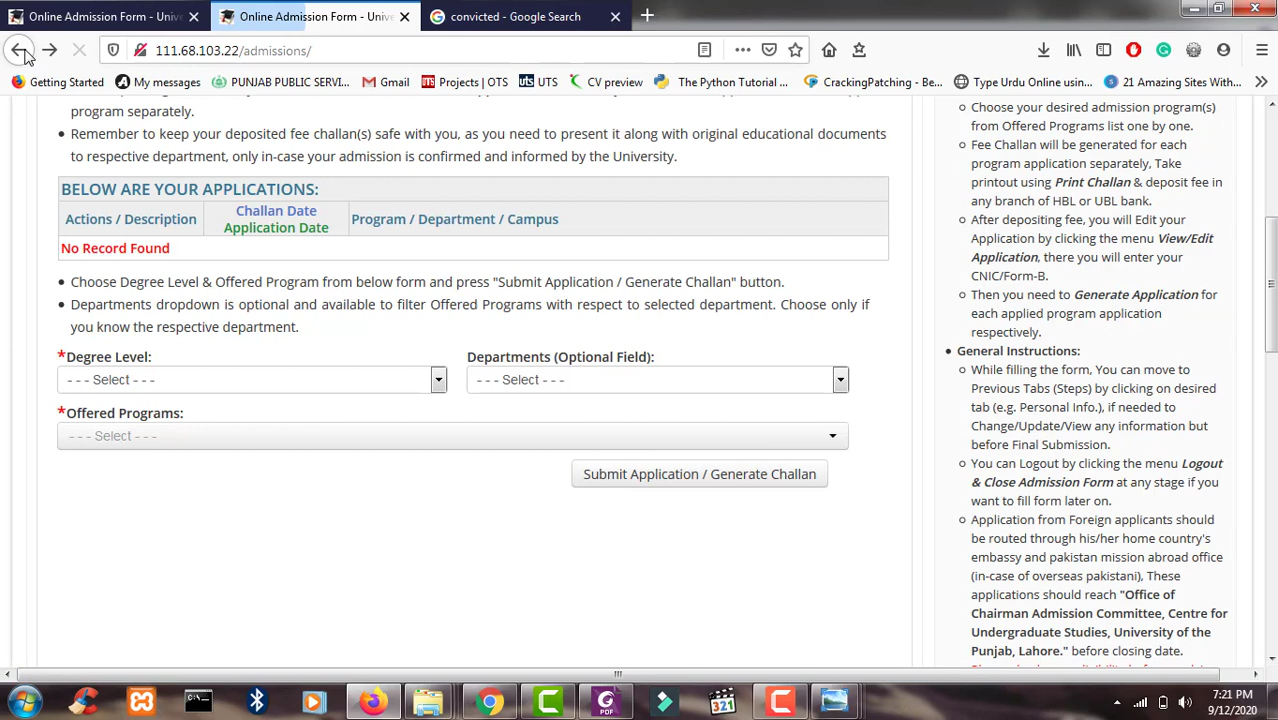 Online Admission Form - Unive
Online Admission Form - Unive
convicted - Google Search
111.68.103.22/admissions/
Getting Started
My messages
PUNJAB PUBLIC SERVI...
Gmail
Projects | OTS
UTS
CV preview
The Python Tutorial ...
CrackingPatching - Be...
Type Urdu Online usin...
21 Amazing Sites With...
program separately.
Remember to keep your deposited fee challan(s) safe with you, as you need to present it along with original educational documents
to respective department, only in-case your admission is confirmed and informed by the University.
BELOW ARE YOUR APPLICATIONS:
Actions / Description
Challan Date
Application Date
Program / Department / Campus
No Record Found
Choose Degree Level & Offered Program from below form and press "Submit Application / Generate Challan" button.
Departments dropdown is optional and available to filter Offered Programs with respect to selected department. Choose only if
you know the respective department.
*Degree Level:
Departments (Optional Field):
- - - Select - - -
- - - Select - - -
*Offered Programs:
- - - Select - - -
Submit Application / Generate Challan
Choose your desired admission program(s)
from Offered Programs list one by one.
Fee Challan will be generated for each
program application separately, Take
printout using Print Challan & deposit fee in
any branch of HBL or UBL bank.
After depositing fee, you will Edit your
Application by clicking the menu View/Edit
Application, there you will enter your
CNIC/Form-B.
Then you need to Generate Application for
each applied program application
respectively.
General Instructions:
While filling the form, You can move to
Previous Tabs (Steps) by clicking on desired
tab (e.g. Personal Info.), if needed to
Change/Update/View any information but
before Final Submission.
You can Logout by clicking the menu Logout
& Close Admission Form at any stage if you
want to fill form later on.
Application from Foreign applicants should
be routed through his/her home country's
embassy and pakistan mission abroad office
(in-case of overseas pakistani), These
applications should reach "Office of
Chairman Admission Committee, Centre for
Undergraduate Studies, University of the
Punjab, Lahore." before closing date.
7:21 PM
9/12/2020